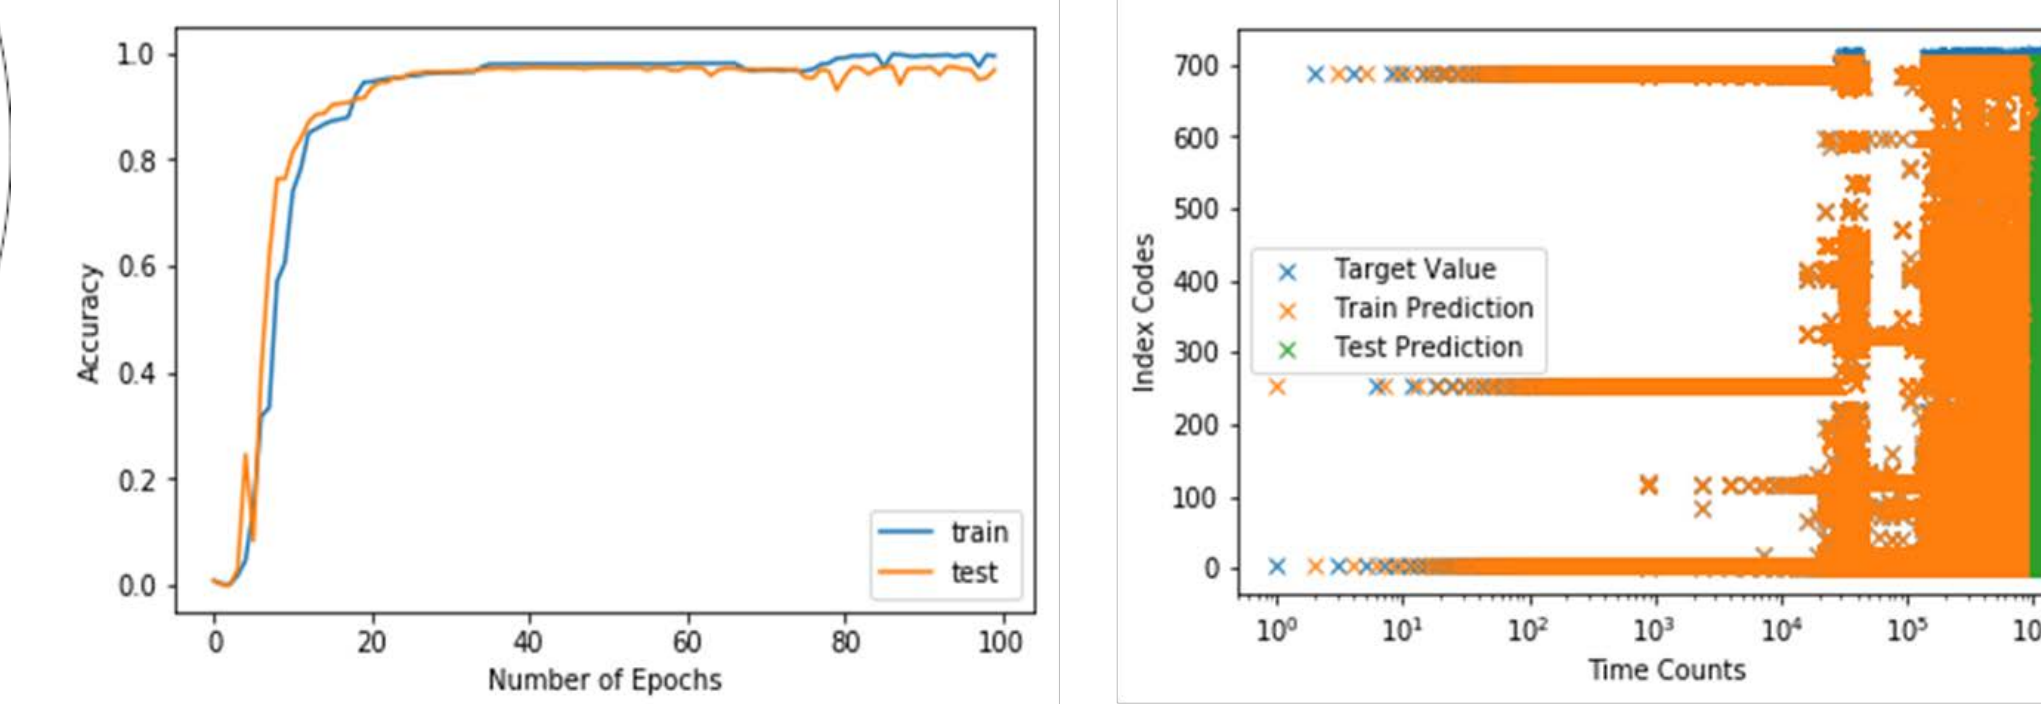 1.0
0.8
0.6
0.4
0.2
0.0
Accuracy
train
test
0 20 40 60 80 100
Number of Epochs
700
600
500
400
300
200
100
0
Index Codes
Target Value
Train Prediction
Test Prediction
10⁰ 10¹ 10² 10³ 10⁴ 10⁵ 10
Time Counts